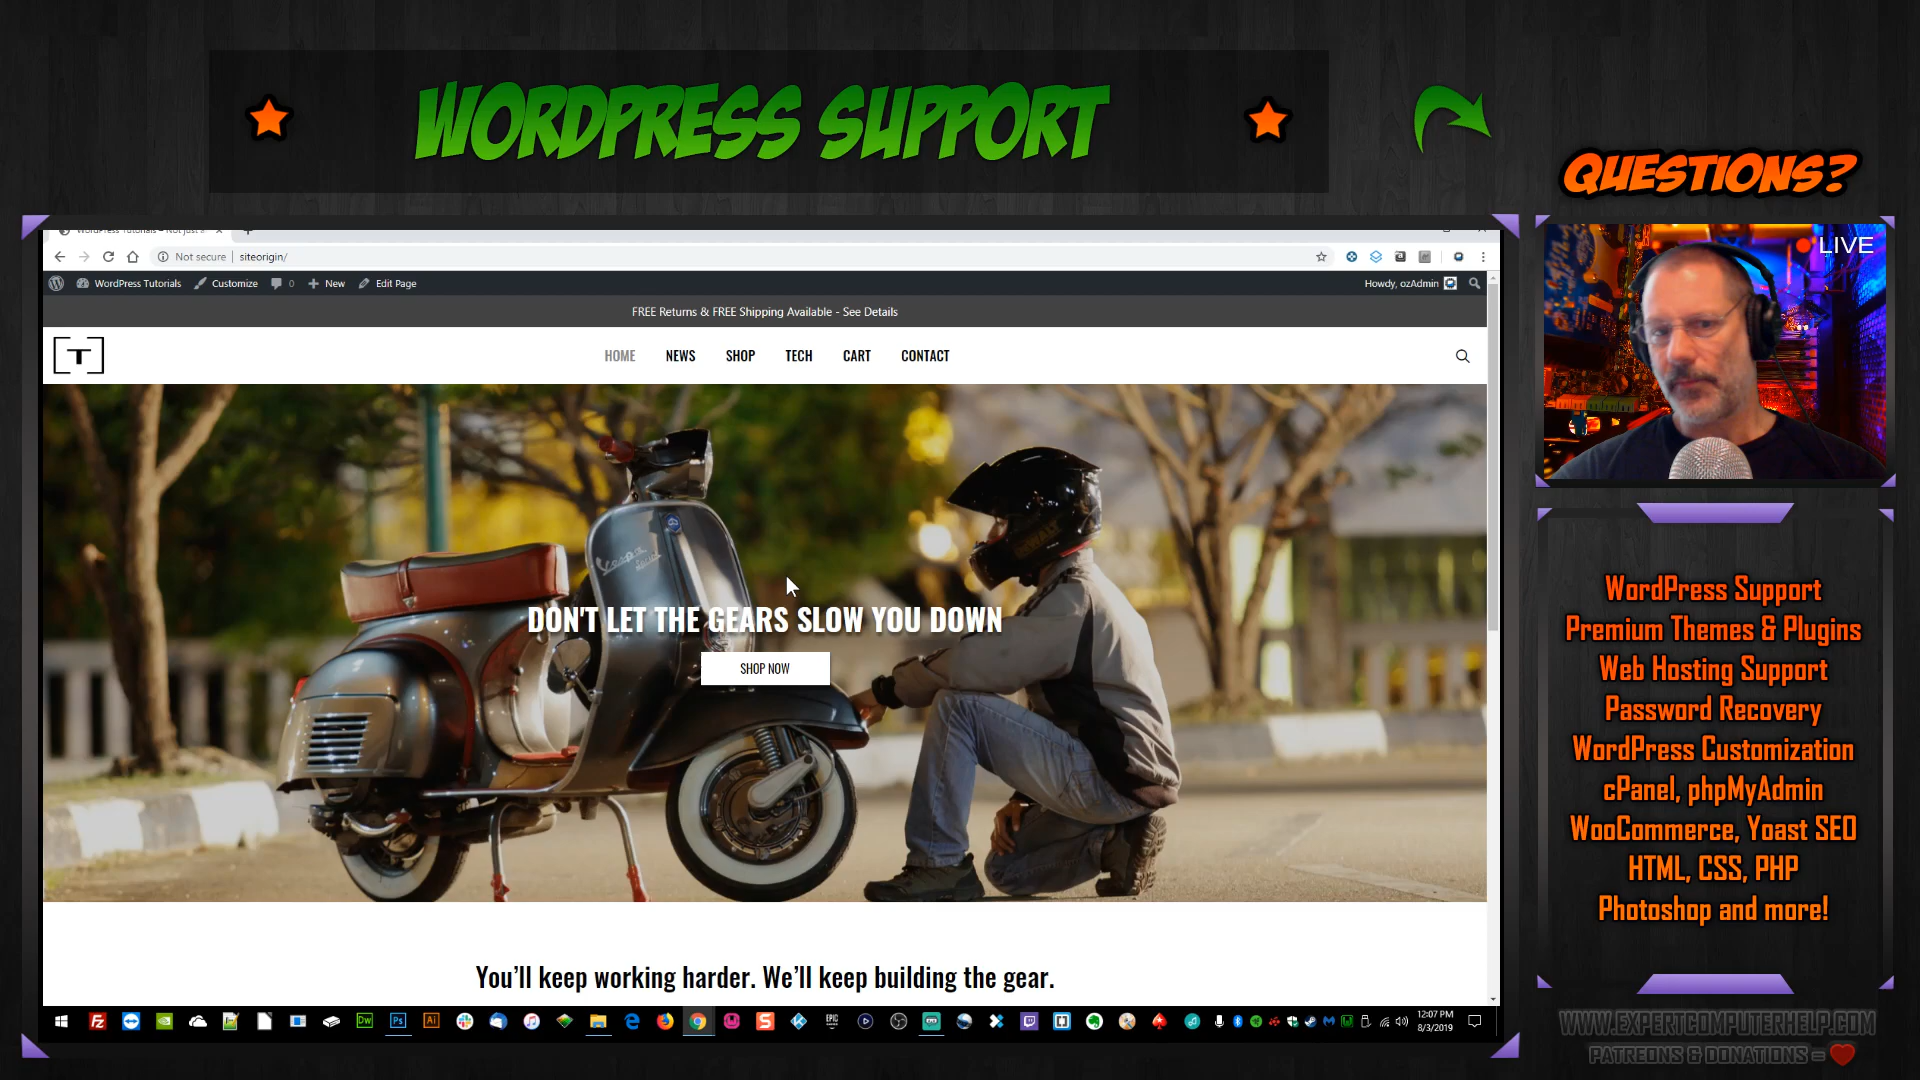 WORDPRESS SUPPORT
QUESTIONS?
LIVE
Not secure | siteorigin/
WordPress Tutorials Customize 0 New Edit Page
Howdy, ozAdmin
FREE Returns & FREE Shipping Available - See Details
[T]
HOME NEWS SHOP TECH CART CONTACT
DON'T LET THE GEARS SLOW YOU DOWN
SHOP NOW
You'll keep working harder. We'll keep building the gear.
12:07 PM
8/3/2019
WordPress Support
Premium Themes & Plugins
Web Hosting Support
Password Recovery
WordPress Customization
cPanel, phpMyAdmin
WooCommerce, Yoast SEO
HTML, CSS, PHP
Photoshop and more!
WWW.EXPERTCOMPUTERHELP.COM
PATREONS & DONATIONS =